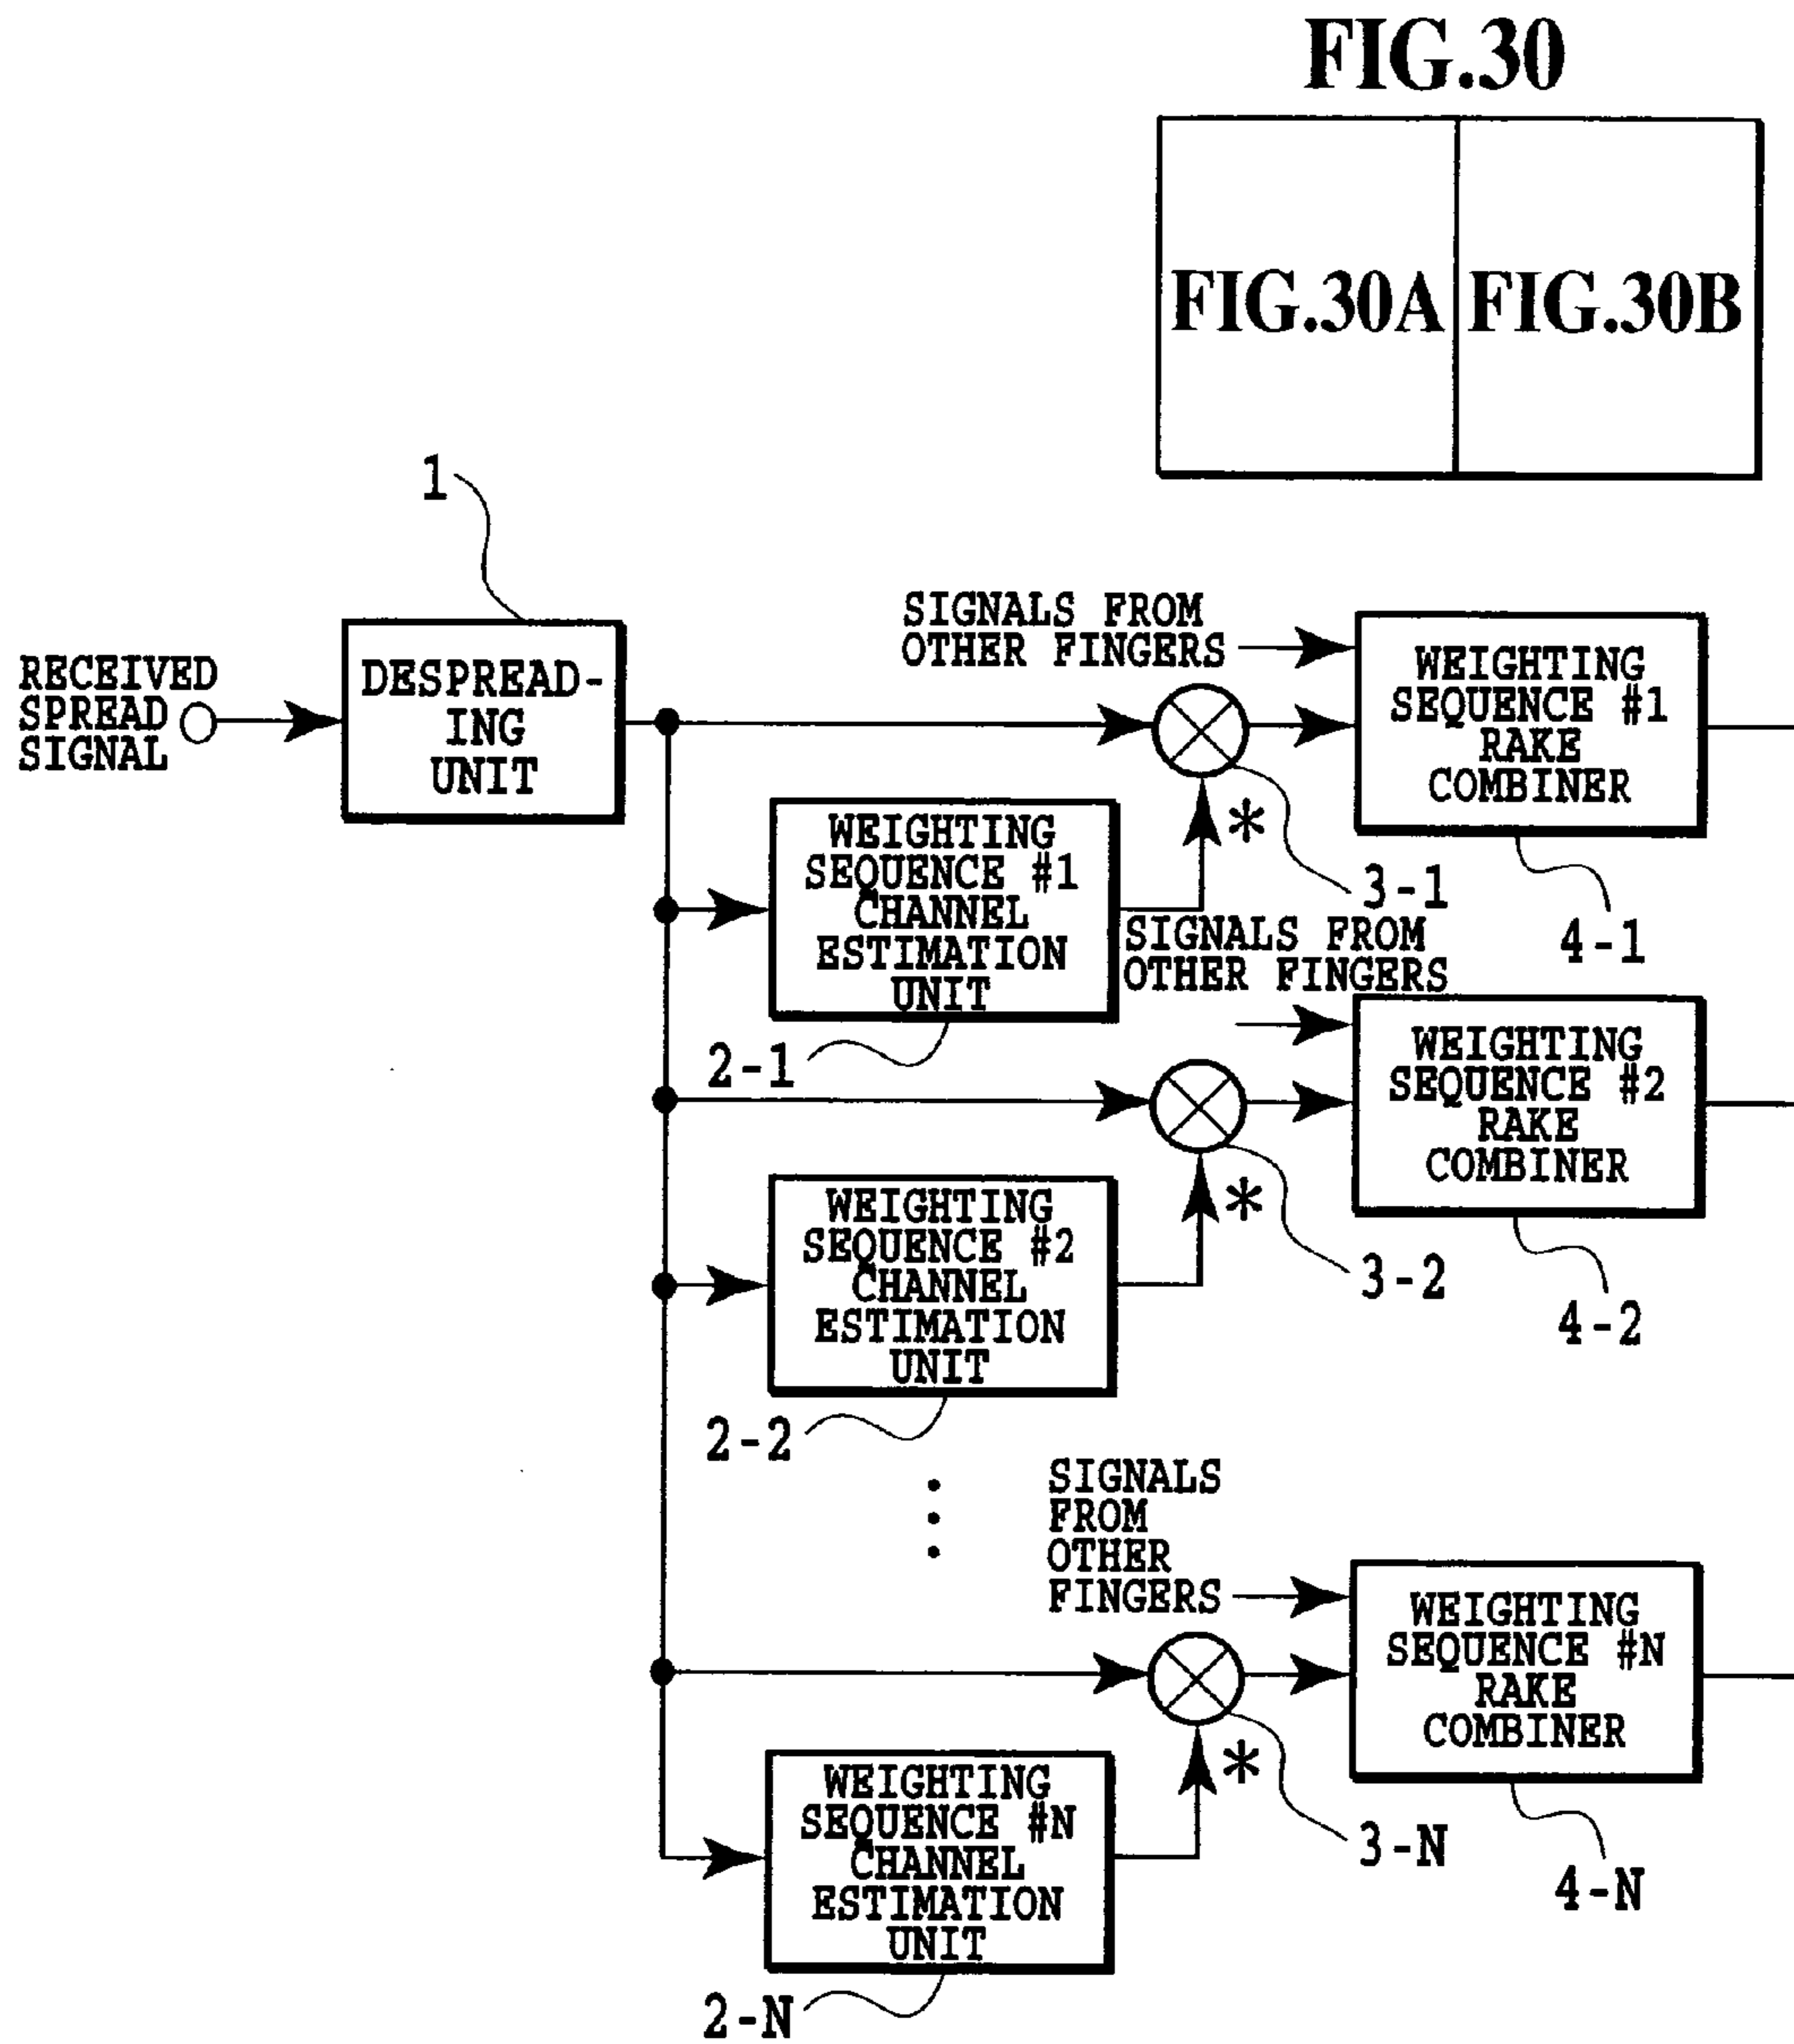 FIG.30
FIG.30A
FIG.30B
1
RECEIVED
SPREAD
SIGNAL
DESPREAD-
ING
UNIT
SIGNALS FROM
OTHER FINGERS
WEIGHTING
SEQUENCE #1
RAKE
COMBINER
*
3-1
4-1
WEIGHTING
SEQUENCE #1
CHANNEL
ESTIMATION
UNIT
2-1
SIGNALS FROM
OTHER FINGERS
WEIGHTING
SEQUENCE #2
RAKE
COMBINER
*
3-2
4-2
WEIGHTING
SEQUENCE #2
CHANNEL
ESTIMATION
UNIT
2-2
SIGNALS
FROM
OTHER
FINGERS
WEIGHTING
SEQUENCE #N
RAKE
COMBINER
*
3-N
4-N
WEIGHTING
SEQUENCE #N
CHANNEL
ESTIMATION
UNIT
2-N